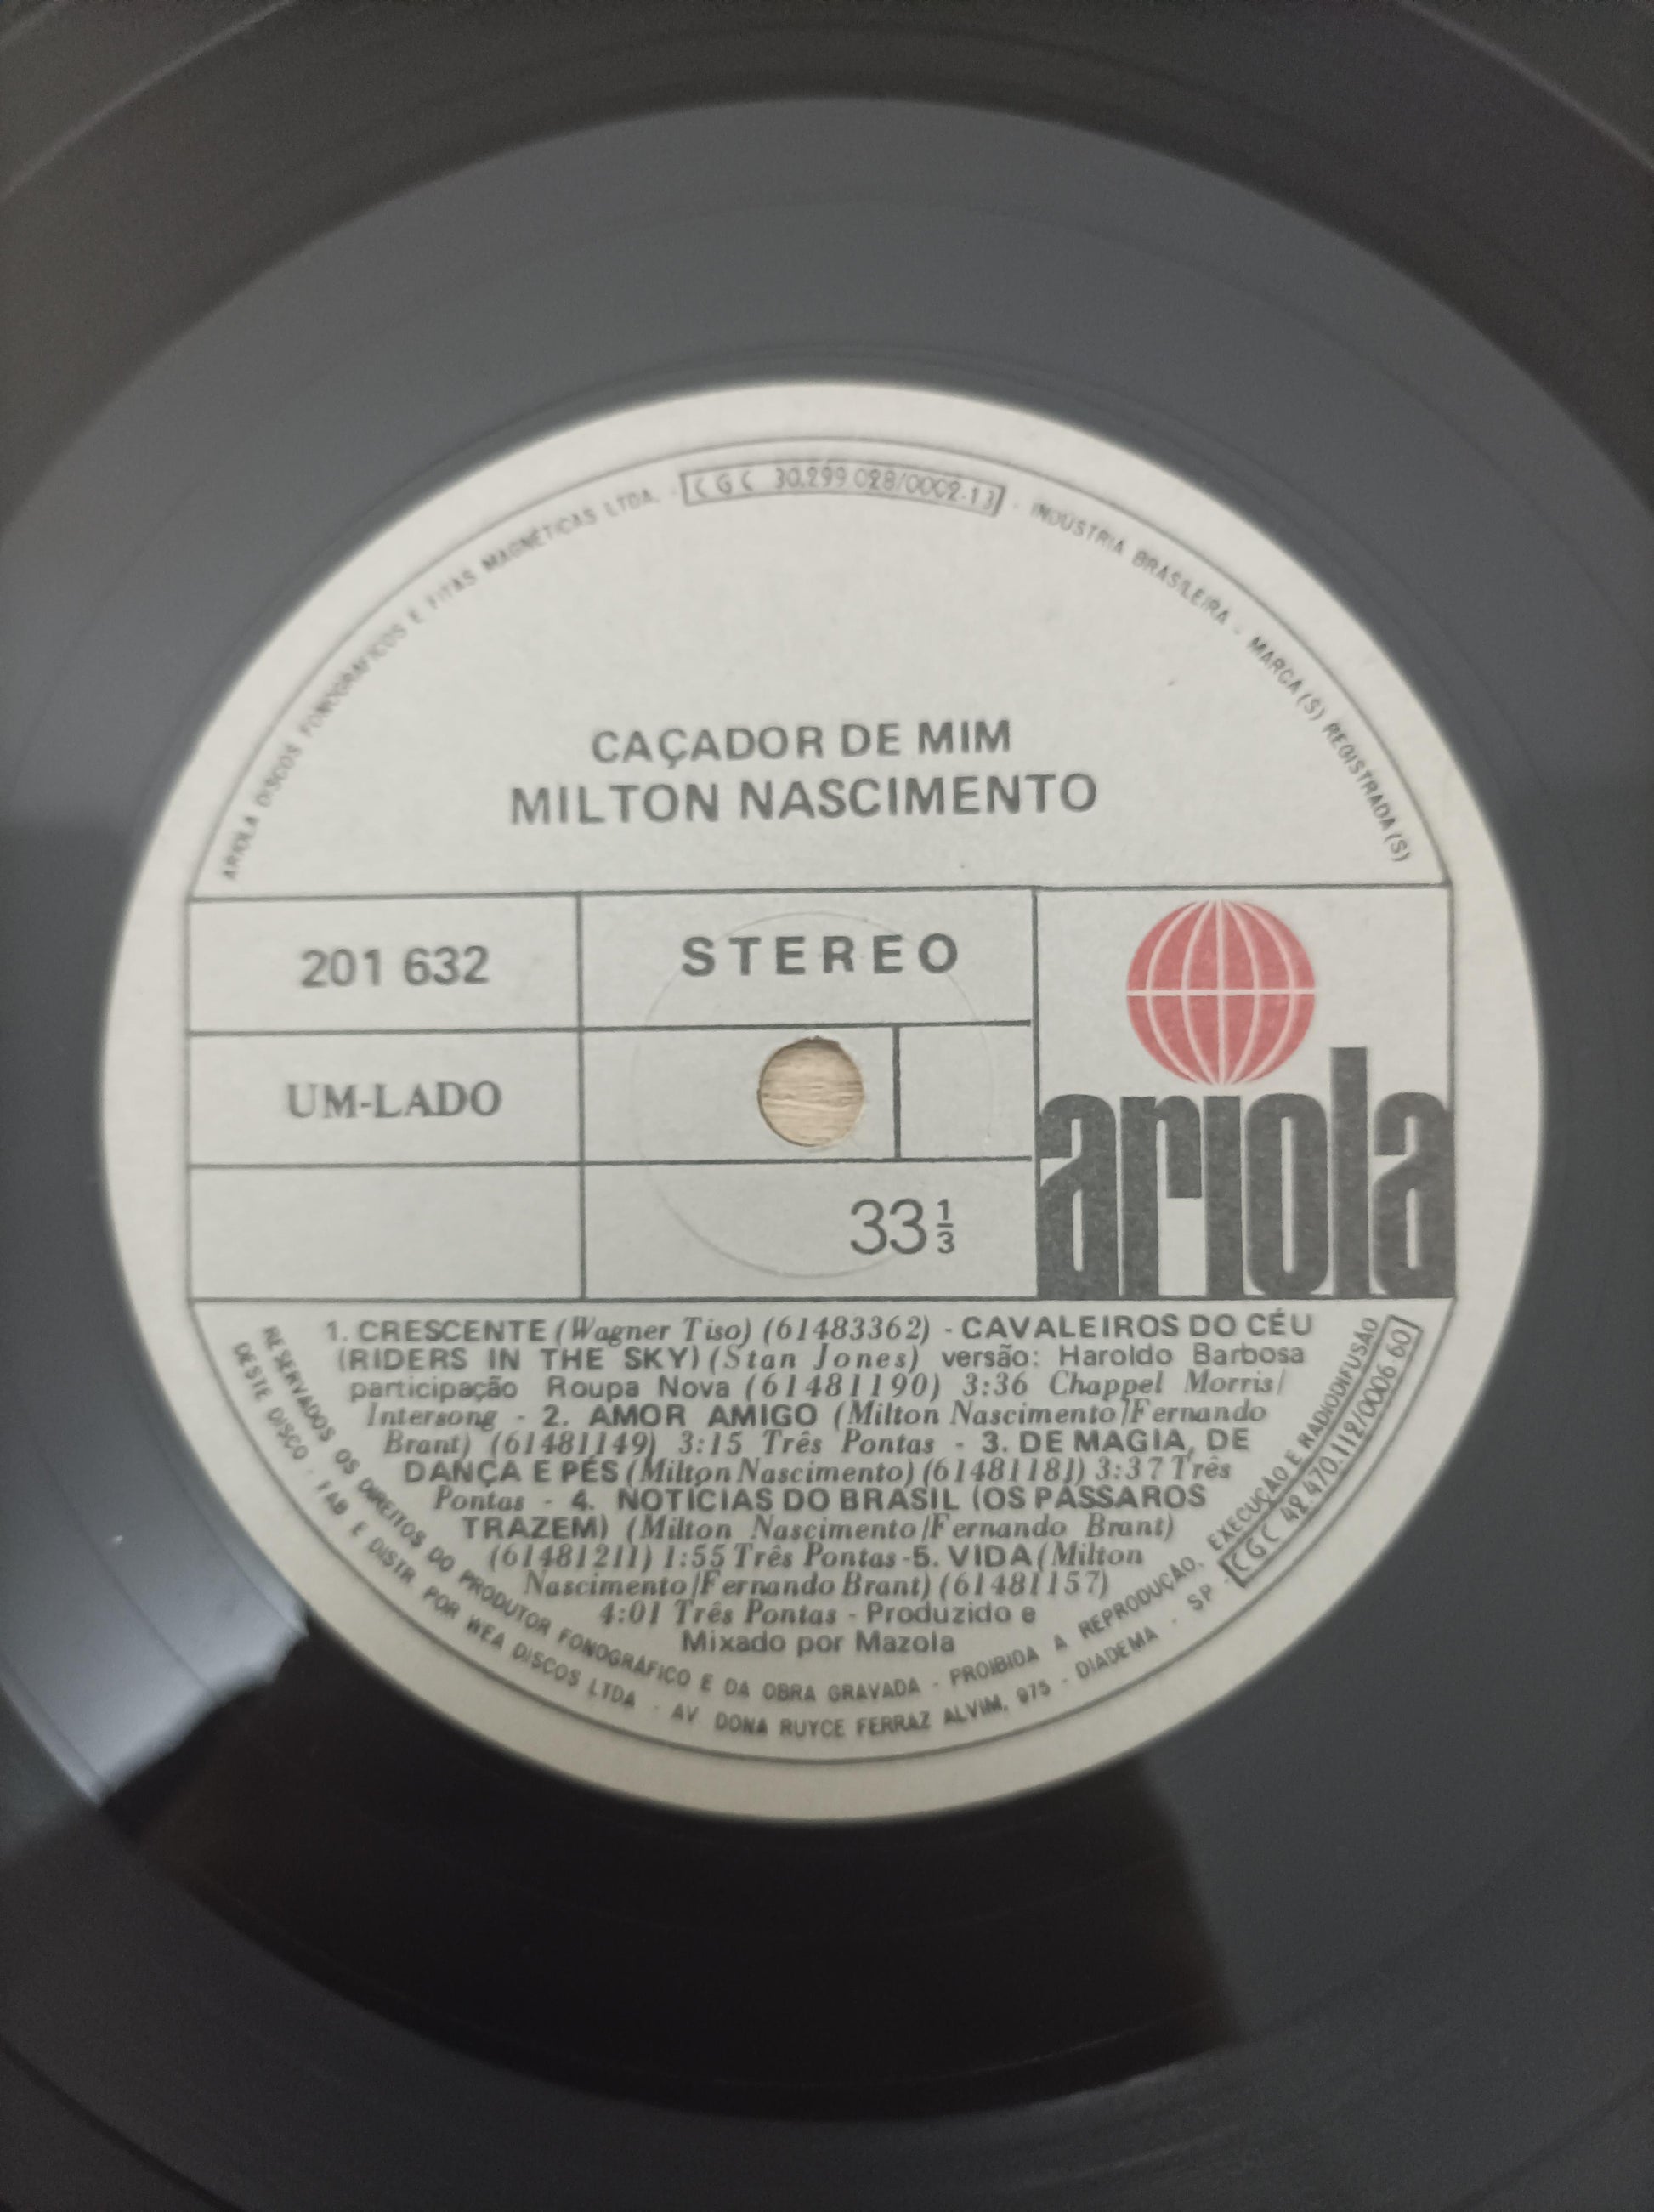 ARIOLA DISCOS FONOGRAFICOS E FITAS MAGNÉTICAS LTDA. - CGC 30.299.028/0002-13 - INDUSTRIA BRASILEIRA - MARCA (S) REGISTRADA (S)
CAÇADOR DE MIM
MILTON NASCIMENTO
201 632
STEREO
UM-LADO
33 1/3
ariola
1. CRESCENTE (Wagner Tiso) (61483362) - CAVALEIROS DO CÉU
(RIDERS IN THE SKY) (Stan Jones) versão: Haroldo Barbosa
participação Roupa Nova (61481190) 3:36 Chappel Morris/
Intersong - 2. AMOR AMIGO (Milton Nascimento/Fernando
Brant) (61481149) 3:15 Três Pontas - 3. DE MAGIA, DE
DANÇA E PÉS (Milton Nascimento) (61481181) 3:37 Três
Pontas - 4. NOTÍCIAS DO BRASIL (OS PÁSSAROS
TRAZEM) (Milton Nascimento/Fernando Brant)
(61481211) 1:55 Três Pontas -5. VIDA (Milton
Nascimento/Fernando Brant) (61481157)
4:01 Três Pontas - Produzido e
Mixado por Mazola
RESERVADOS OS DIREITOS DO PRODUTOR FONOGRÁFICO E DA OBRA GRAVADA - PROIBIDA A REPRODUÇÃO, EXECUÇÃO E RADIODIFUSÃO
DESTE DISCO - FAB E DISTR POR WEA DISCOS LTDA - AV. DONA RUYCE FERRAZ ALVIM, 975 - DIADEMA - SP - CGC 42.470.112/0006 60